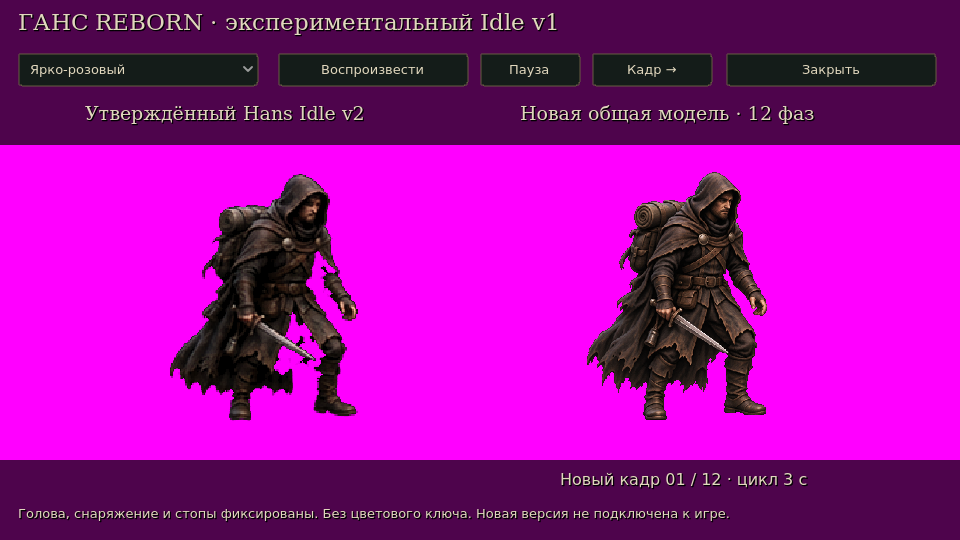 ГАНС REBORN · экспериментальный Idle v1
Ярко-розовый
Воспроизвести
Пауза
Кадр →
Закрыть
Утверждённый Hans Idle v2
Новая общая модель · 12 фаз
Новый кадр 01 / 12 · цикл 3 с
Голова, снаряжение и стопы фиксированы. Без цветового ключа. Новая версия не подключена к игре.